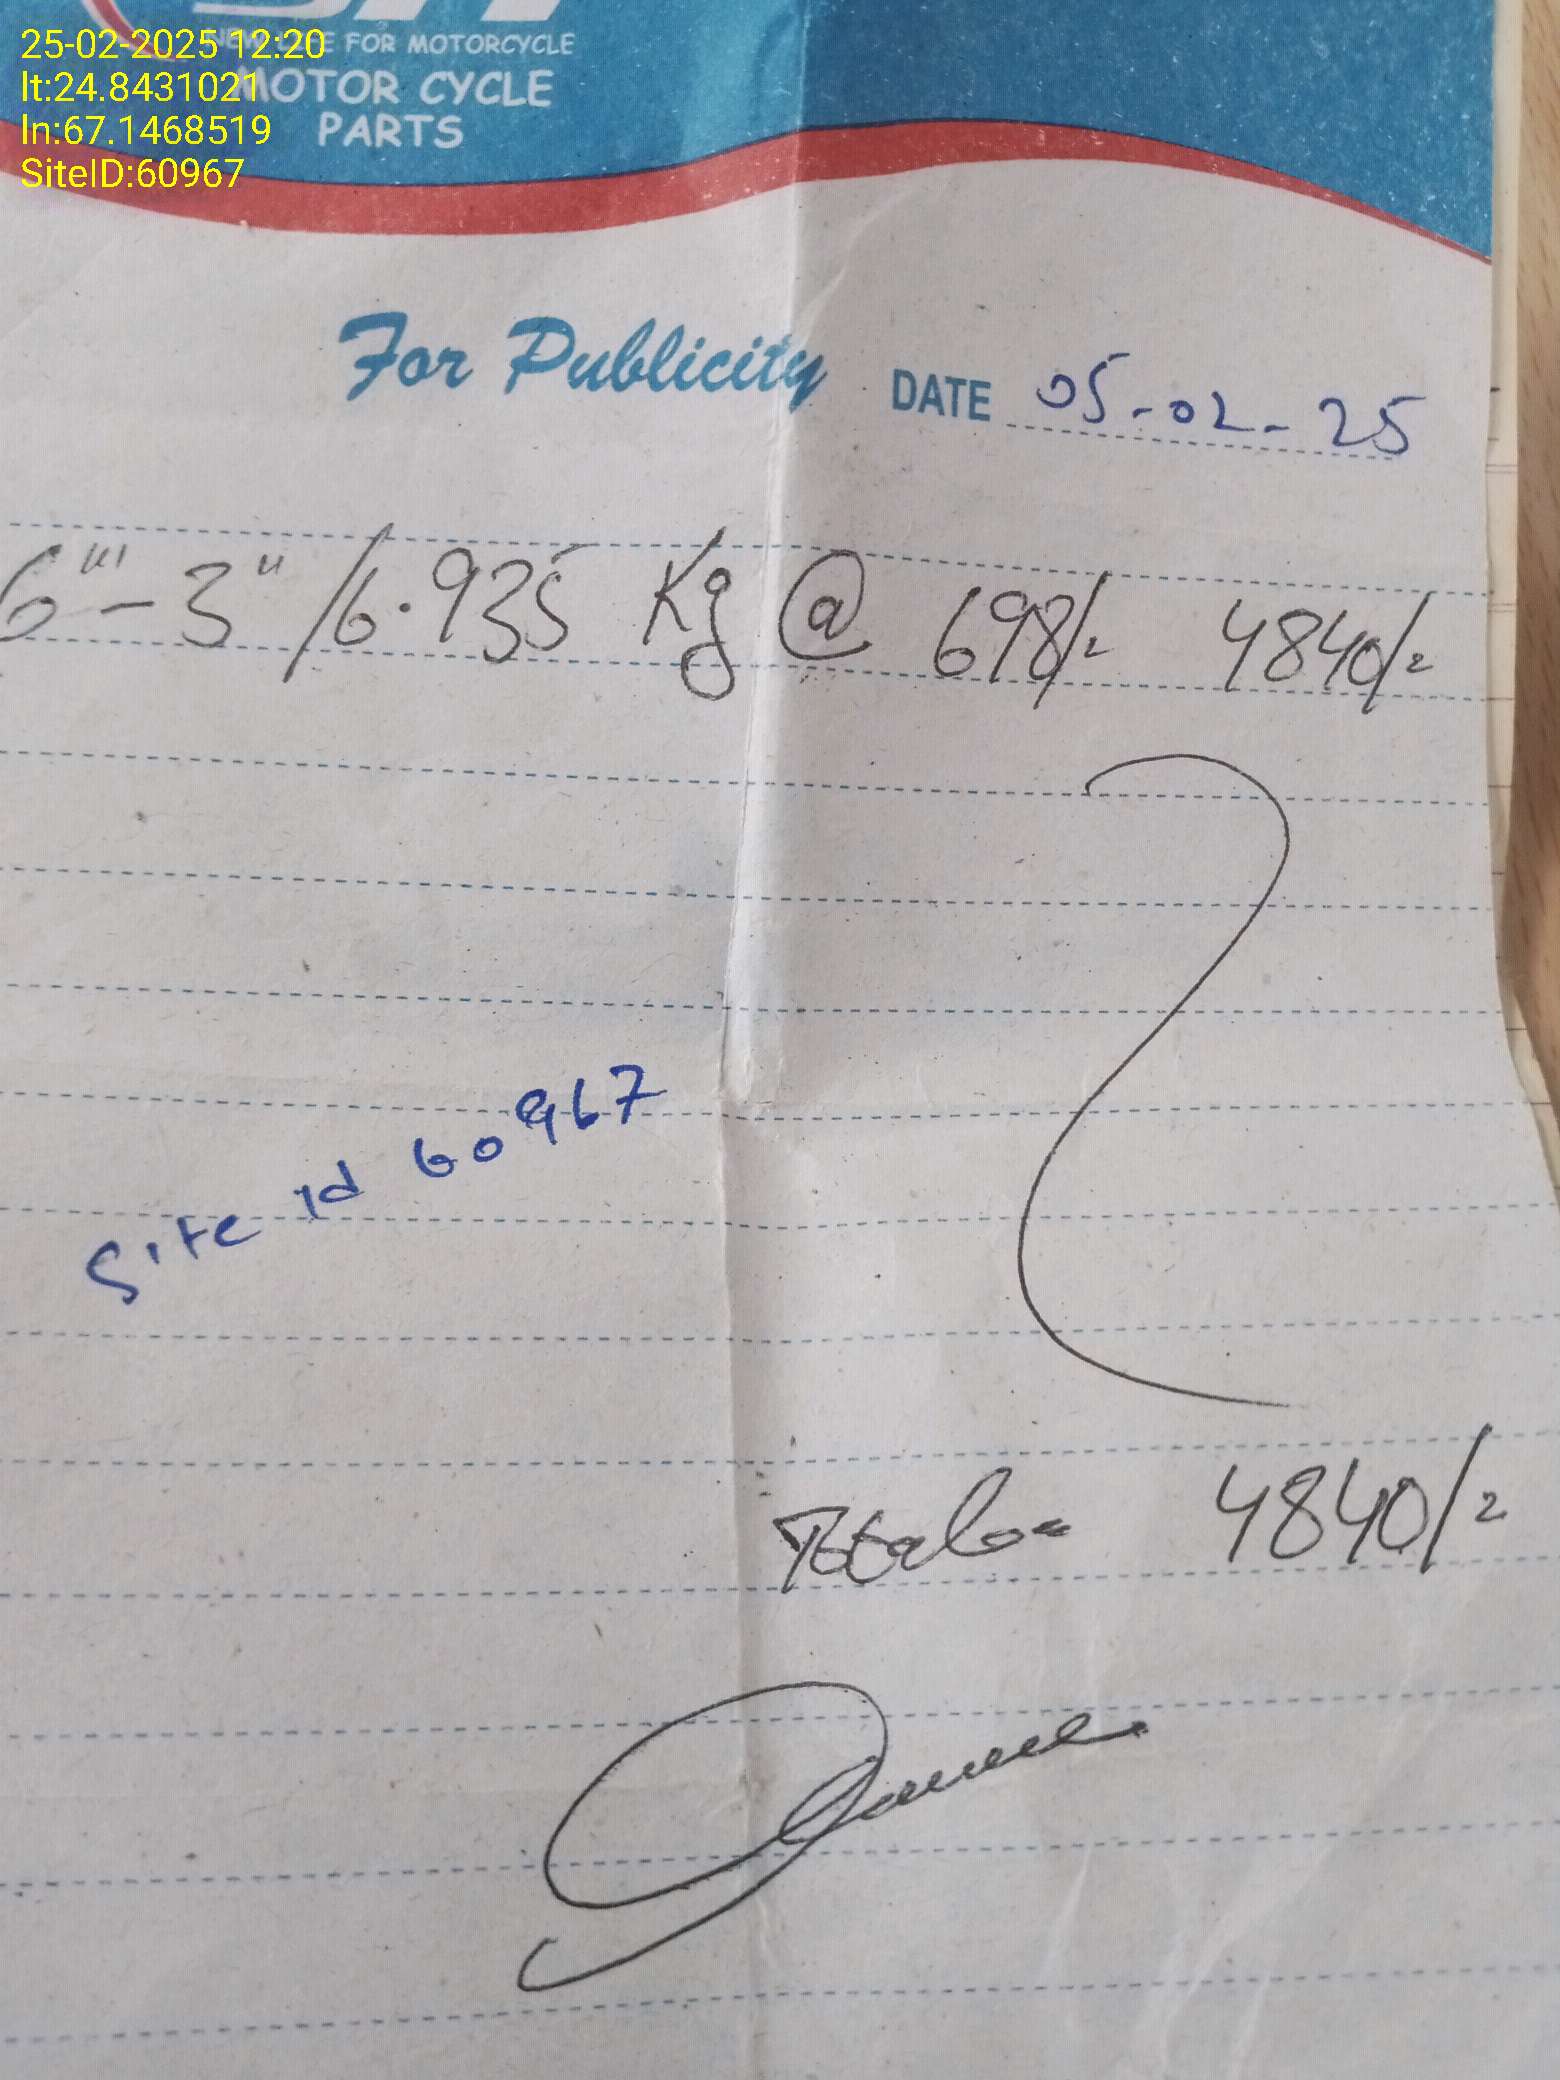 25-02-2025 12:20
lt:24.8431021
ln:67.1468519
SiteID:60967
FOR MOTORCYCLE
MOTOR CYCLE
PARTS
For Publicity
DATE 05-02-25
6"'-3"/6.935 Kg @ 698/= 4840/=
Site Id 60967
Total:= 4840/=